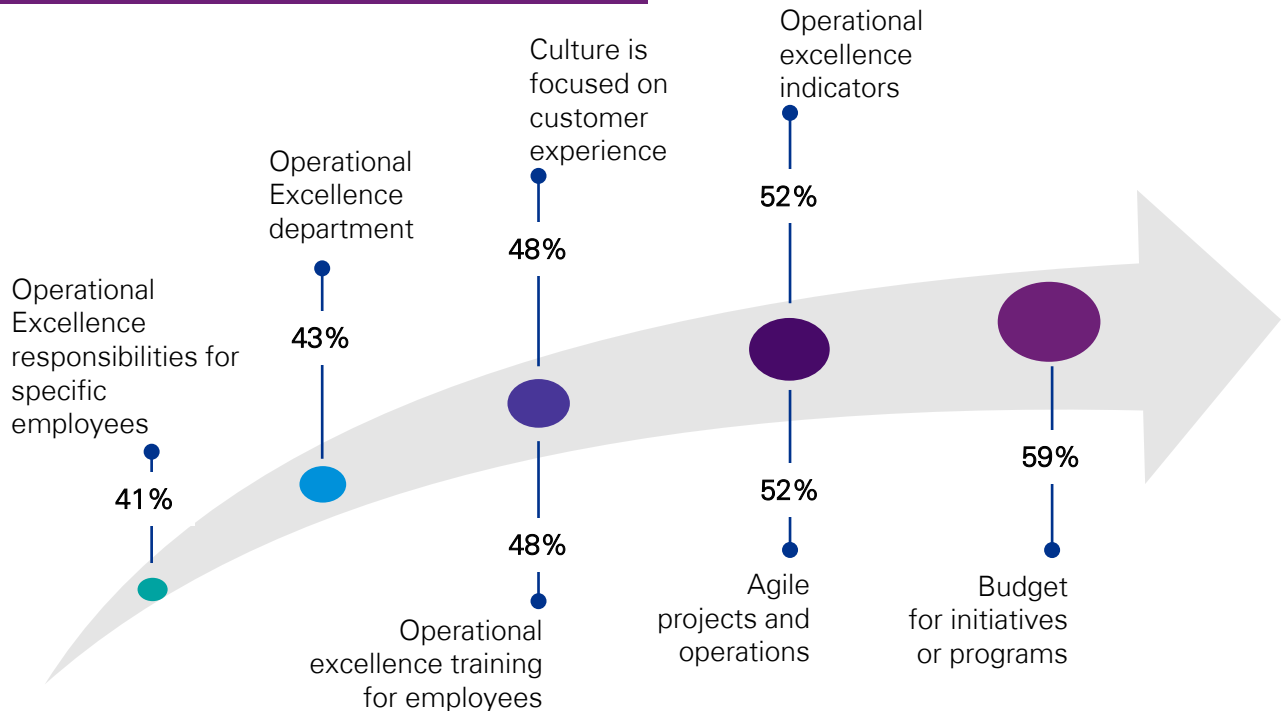 Operational
Excellence
responsibilities for
specific
employees
41%
Operational
Excellence
department
43%
Culture is
focused on
customer
experience
48%
48%
Operational
excellence training
for employees
Operational
excellence
indicators
52%
52%
Agile
projects and
operations
59%
Budget
for initiatives
or programs